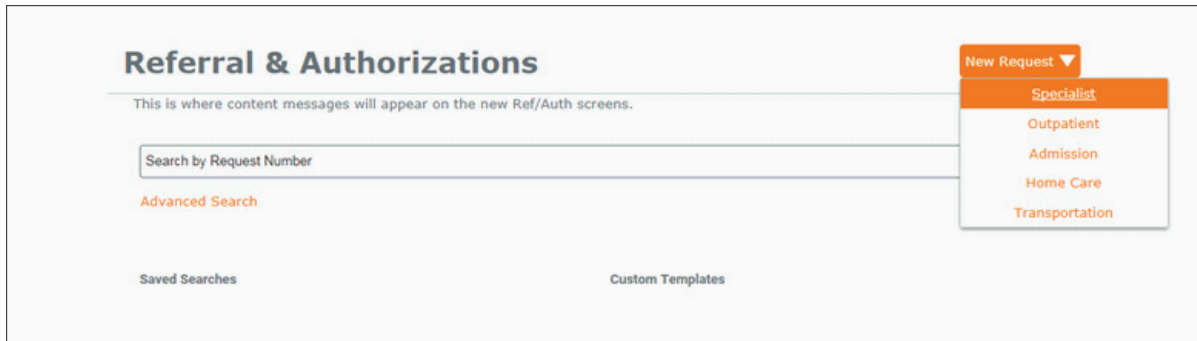 Referral & Authorizations
New Request
This is where content messages will appear on the new Ref/Auth screens.
Specialist
Outpatient
Admission
Home Care
Transportation
Search by Request Number
Advanced Search
Saved Searches
Custom Templates